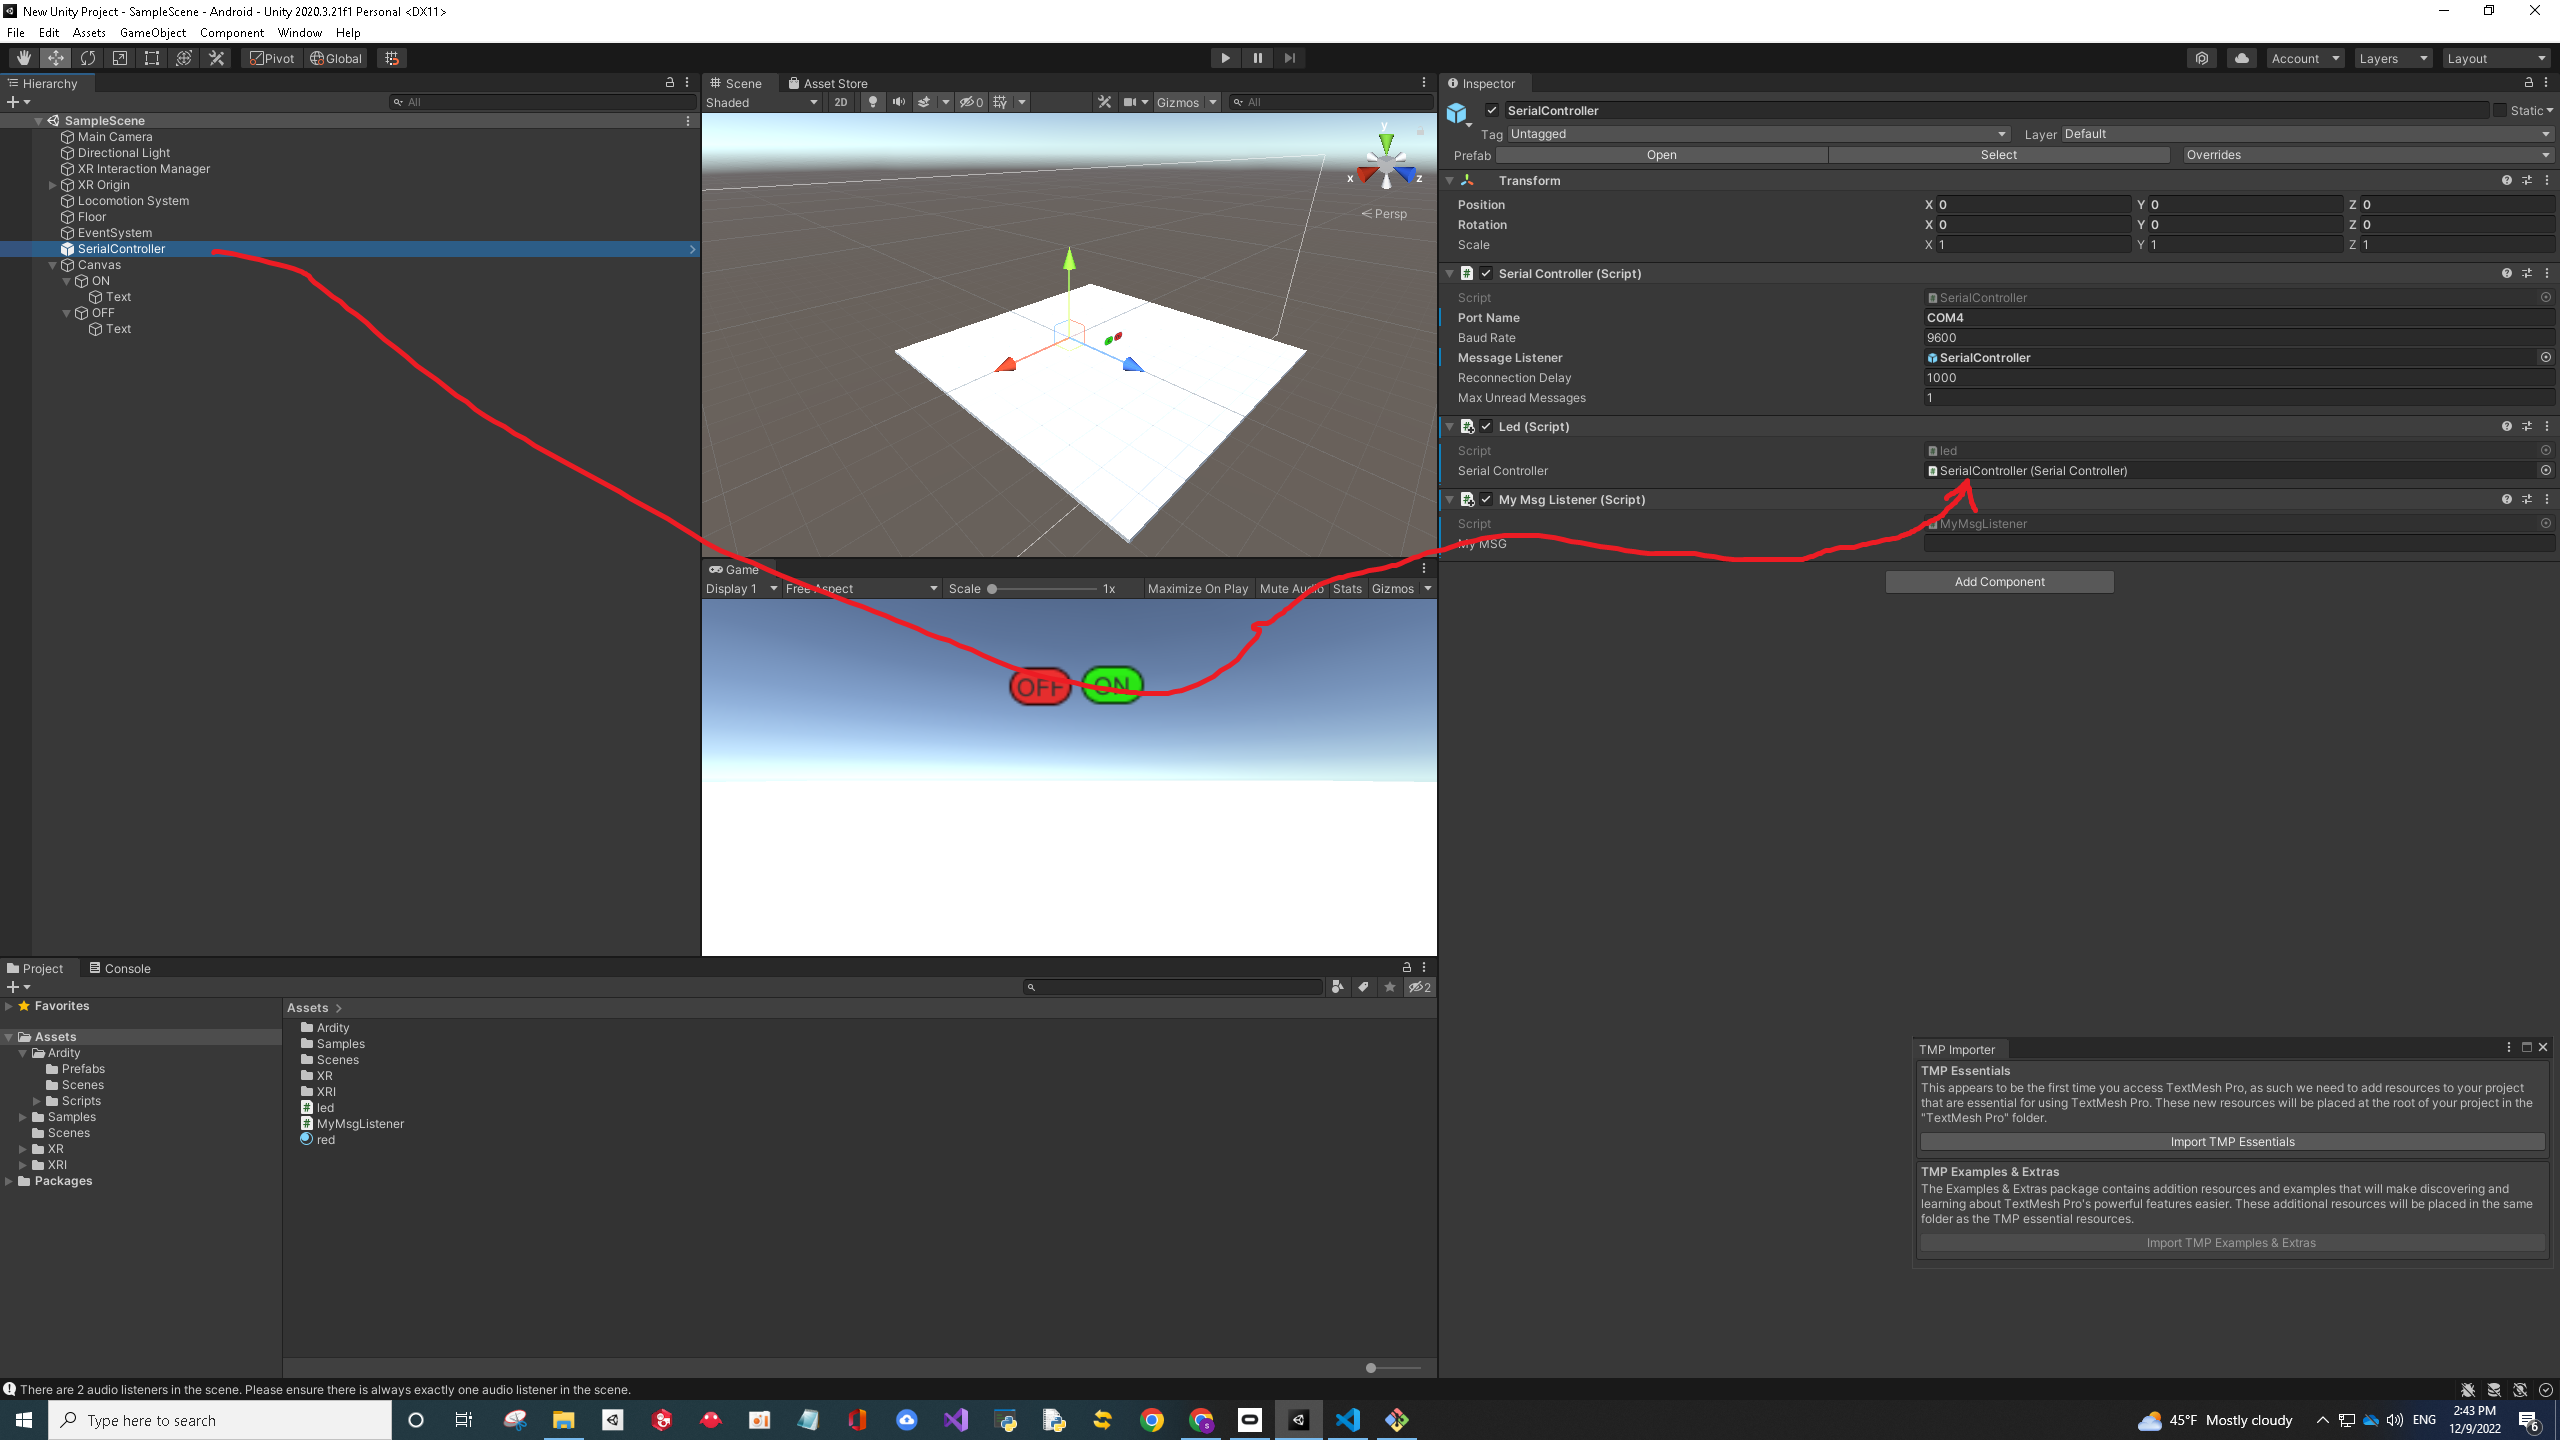 New Unity Project - SampleScene - Android - Unity 2020.3.21f1 Personal <DX11>
File Edit Assets GameObject Component Window Help
Pivot Global Account Layers Layout
Hierarchy
All
SampleScene
Main Camera
Directional Light
XR Interaction Manager
XR Origin
Locomotion System
Floor
EventSystem
SerialController
Canvas
ON
Text
OFF
Text
Scene Asset Store
Shaded 2D 0 Gizmos All
y
x z
Persp
Game
Display 1 Free Aspect Scale 1x Maximize On Play Mute Audio Stats Gizmos
OFF ON
Inspector
SerialController Static
Tag Untagged Layer Default
Prefab Open Select Overrides
Transform
Position X 0 Y 0 Z 0
Rotation X 0 Y 0 Z 0
Scale X 1 Y 1 Z 1
Serial Controller (Script)
Script SerialController
Port Name COM4
Baud Rate 9600
Message Listener SerialController
Reconnection Delay 1000
Max Unread Messages 1
Led (Script)
Script led
Serial Controller SerialController (Serial Controller)
My Msg Listener (Script)
Script MyMsgListener
My MSG
Add Component
Project Console
2
Favorites
Assets
Ardity
Prefabs
Scenes
Scripts
Samples
Scenes
XR
XRI
Packages
Assets
Ardity
Samples
Scenes
XR
XRI
led
MyMsgListener
red
TMP Importer
TMP Essentials
This appears to be the first time you access TextMesh Pro, as such we need to add resources to your project
that are essential for using TextMesh Pro. These new resources will be placed at the root of your project in the
"TextMesh Pro" folder.
Import TMP Essentials
TMP Examples & Extras
The Examples & Extras package contains addition resources and examples that will make discovering and
learning about TextMesh Pro's powerful features easier. These additional resources will be placed in the same
folder as the TMP essential resources.
Import TMP Examples & Extras
There are 2 audio listeners in the scene. Please ensure there is always exactly one audio listener in the scene.
Type here to search
45°F Mostly cloudy ENG
2:43 PM
12/9/2022
6